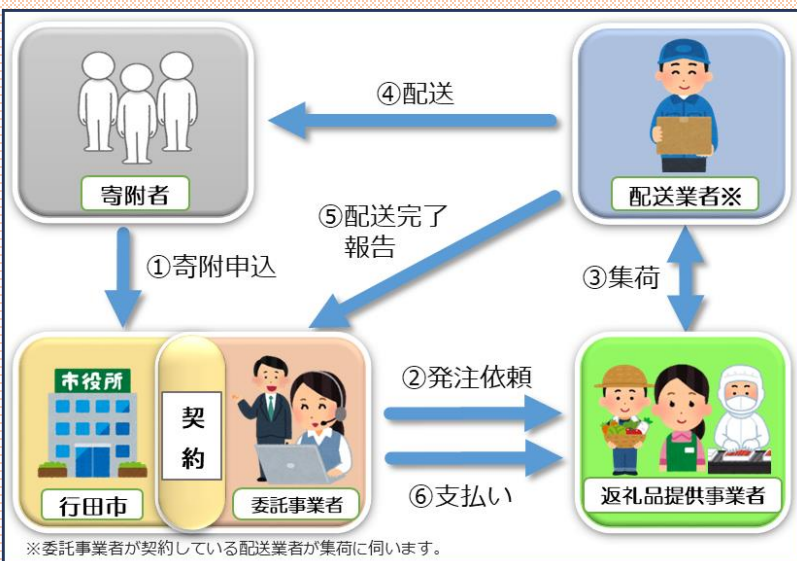 ④配送
寄附者
配送業者※
⑤配送完了
報告
①寄附申込
③集荷
市役所
契
約
②発注依頼
⑥支払い
行田市
委託事業者
返礼品提供事業者
※委託事業者が契約している配送業者が集荷に伺います。